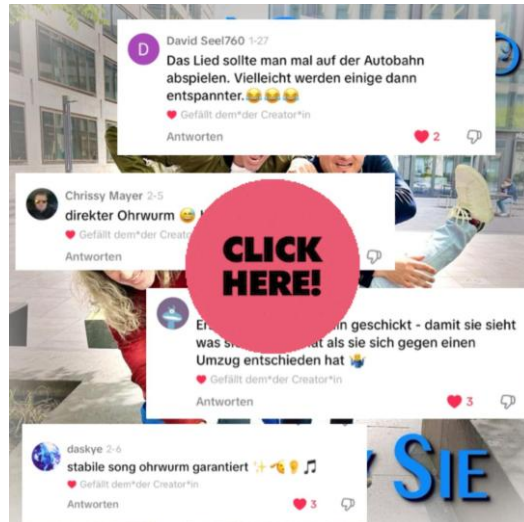 D
David Seel760 1-27
Das Lied sollte man mal auf der Autobahn
abspielen. Vielleicht werden einige dann
entspannter.😂😂😂
Gefällt dem*der Creator*in
Antworten
2
Chrissy Mayer 2-5
direkter Ohrwurm 😅
Gefällt dem*der Creato
Antworten
CLICK
HERE!
in geschickt - damit sie sieht
was als sie sich gegen einen
Umzug entschieden hat 🤷
Gefällt dem*der Creator*in
Antworten
3
daskye 2-6
stabile song ohrwurm garantiert ✨👈💡🎵
Gefällt dem*der Creator*in
Antworten
3
SIE